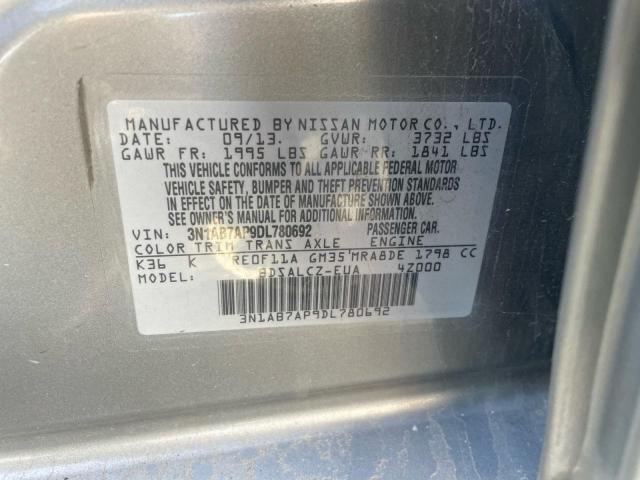 MANUFACTURED BY NISSAN MOTOR CO., LTD.
DATE: 09/13. GVWR: 3732 LBS
GAWR FR: 1995 LBS GAWR RR: 1841 LBS
THIS VEHICLE CONFORMS TO ALL APPLICABLE FEDERAL MOTOR
VEHICLE SAFETY, BUMPER AND THEFT PREVENTION STANDARDS
IN EFFECT ON THE DATE OF MANUFACTURE SHOWN ABOVE.
SEE OWNER'S MANUAL FOR ADDITIONAL INFORMATION.
VIN: 3N1AB7AP9DL780692 PASSENGER CAR.
COLOR TRIM TRANS AXLE ENGINE
K36 K RE0F11A GM35 MRA8DE 1798 CC
MODEL: BDSALCZ-EUA 4Z000
3N1AB7AP9DL780692